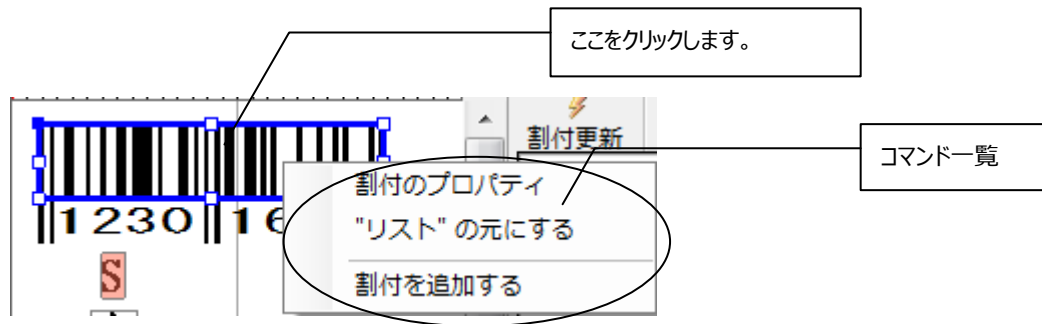 ここをクリックします。
割付更新
コマンド一覧
割付のプロパティ
"リスト" の元にする
割付を追加する
1230 1
S